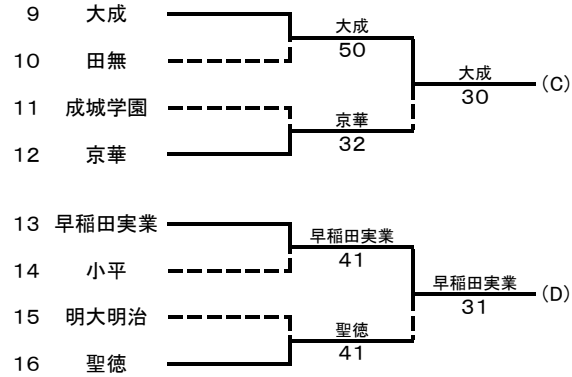 9 大成
大成
50
10 田無
大成
30
(C)
11 成城学園
京華
32
12 京華
13 早稲田実業
早稲田実業
41
14 小平
早稲田実業
31
(D)
15 明大明治
聖徳
41
16 聖徳